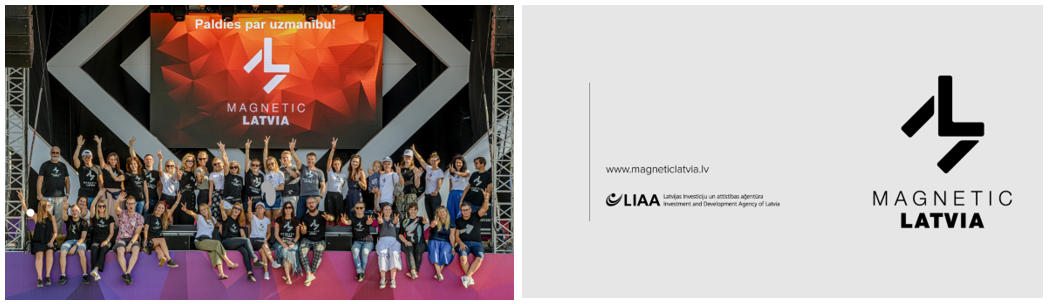 Paldies par uzmanību!
MAGNETIC
LATVIA
www.magneticlatvia.lv
LIAA
Latvijas Investīciju un attīstības aģentūra
Investment and Development Agency of Latvia
MAGNETIC
LATVIA